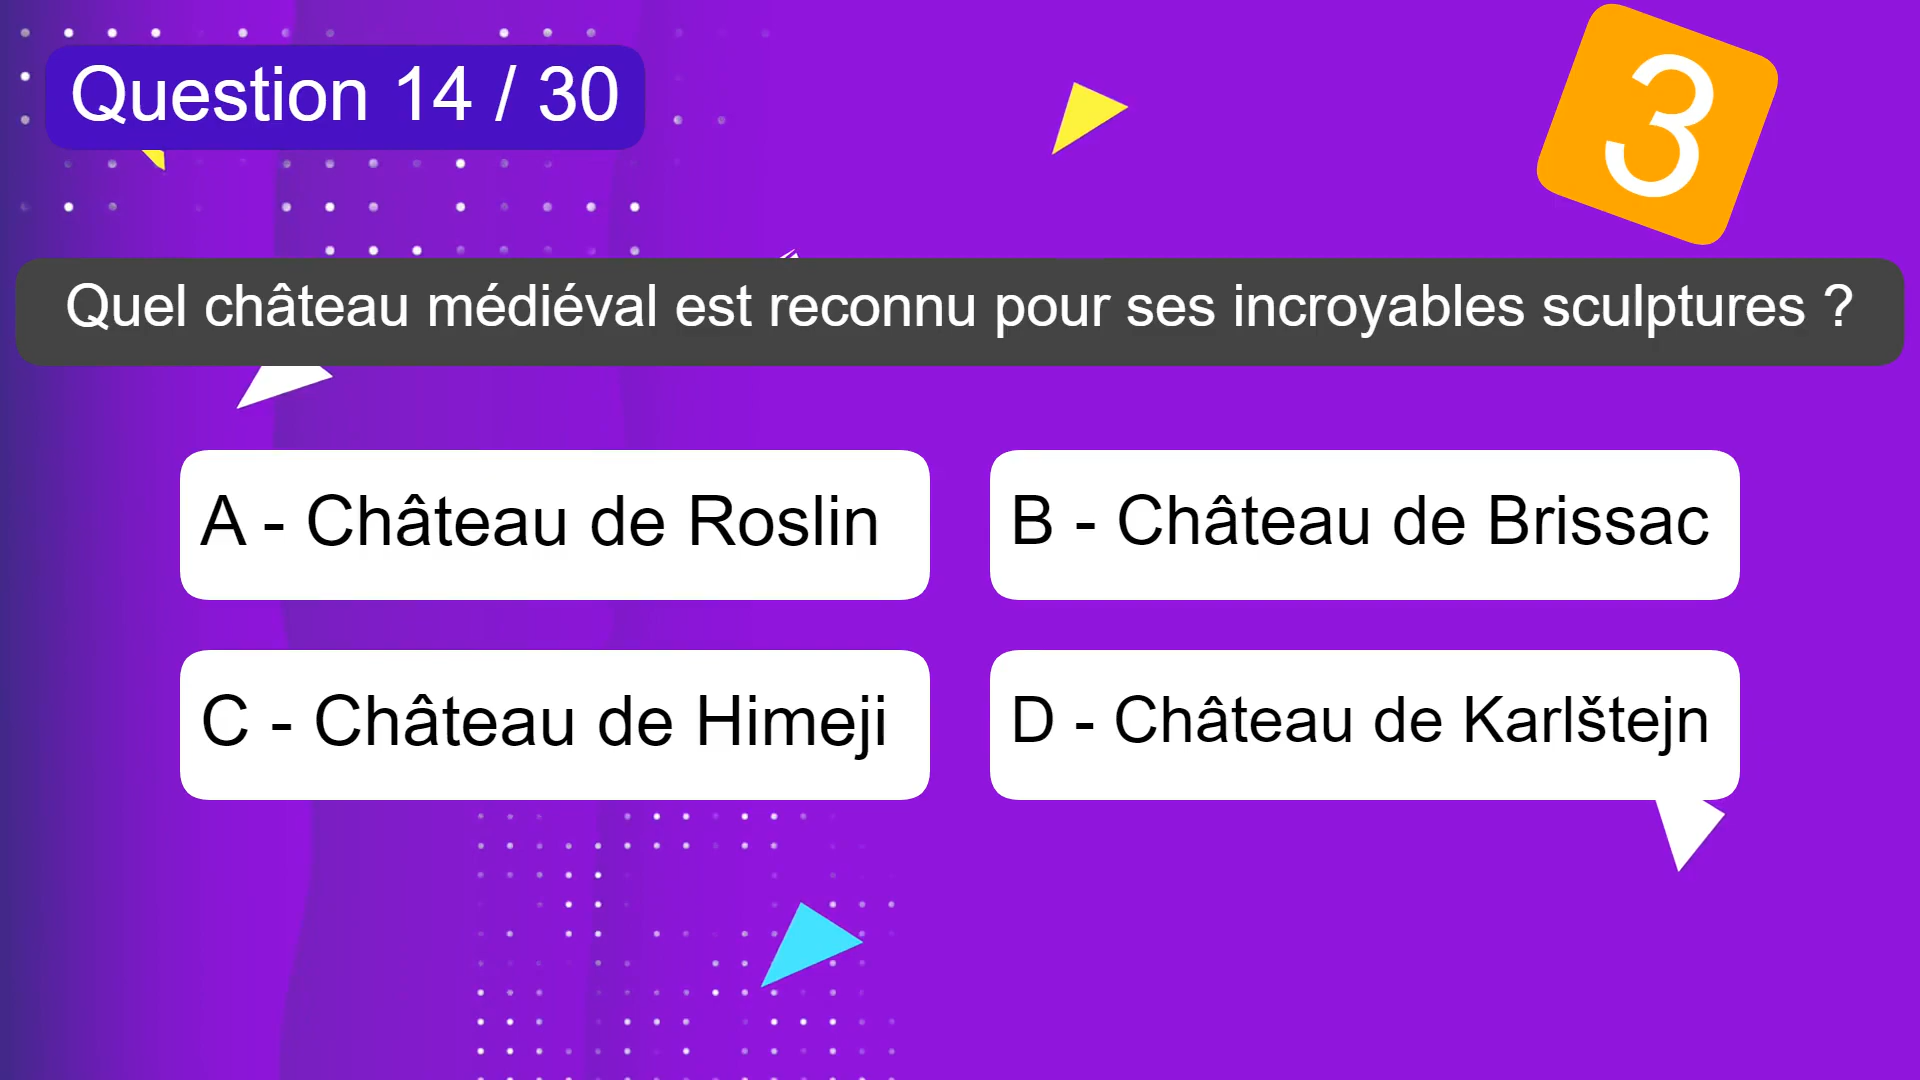 Question 14 / 30
3
Quel château médiéval est reconnu pour ses incroyables sculptures ?
A - Château de Roslin
B - Château de Brissac
C - Château de Himeji
D - Château de Karlštejn